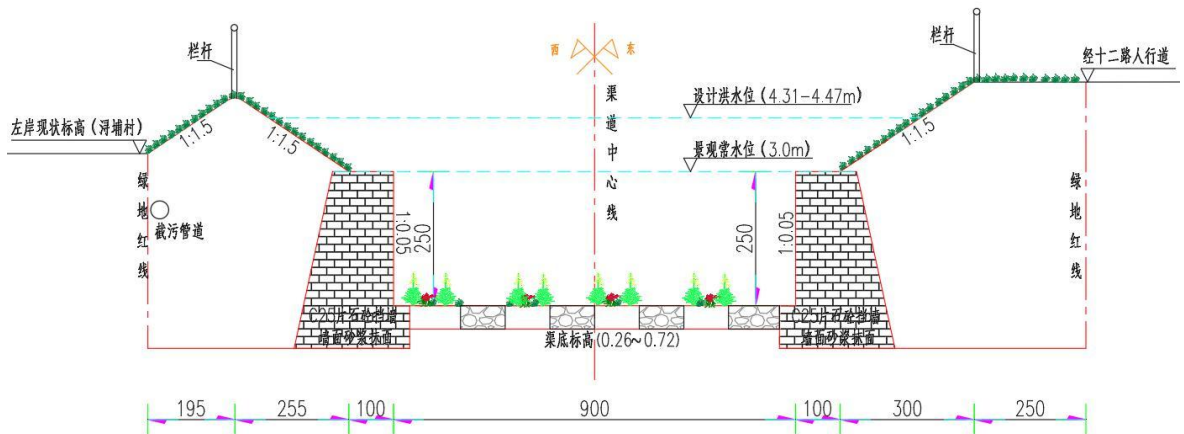 栏杆
西 东
栏杆
经十二路人行道
渠道中心线
设计洪水位 (4.31-4.47m)
左岸现状标高 (浔埔村)
1:1.5
1:1.5
1:1.5
景观常水位 (3.0m)
绿地红线
截污管道
1:0.05
250
250
1:0.05
绿地红线
C20片石砼挡墙
墙面砂浆抹面
渠底标高(0.26~0.72)
C25片石砼挡墙
墙面砂浆抹面
195 255 100 900 100 300 250